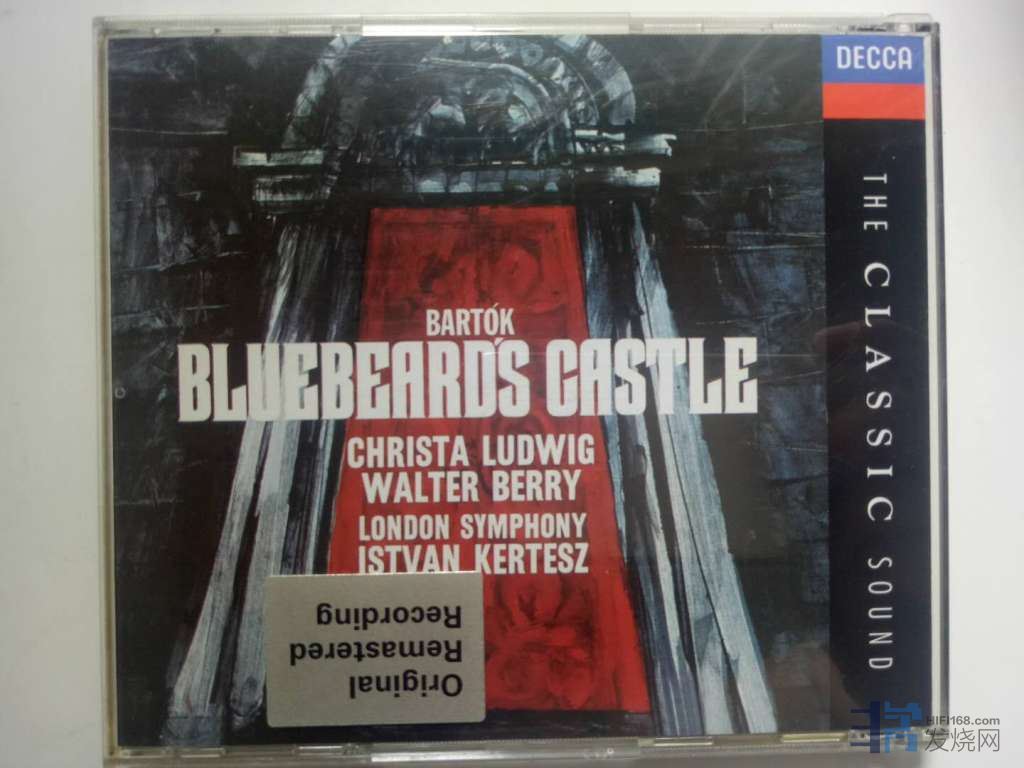 DECCA
THE CLASSIC SOUND
BARTÓK
BLUEBEARD'S CASTLE
CHRISTA LUDWIG
WALTER BERRY
LONDON SYMPHONY
ISTVAN KERTESZ
Original
Remastered
Recording
HIFI168.com
发烧网